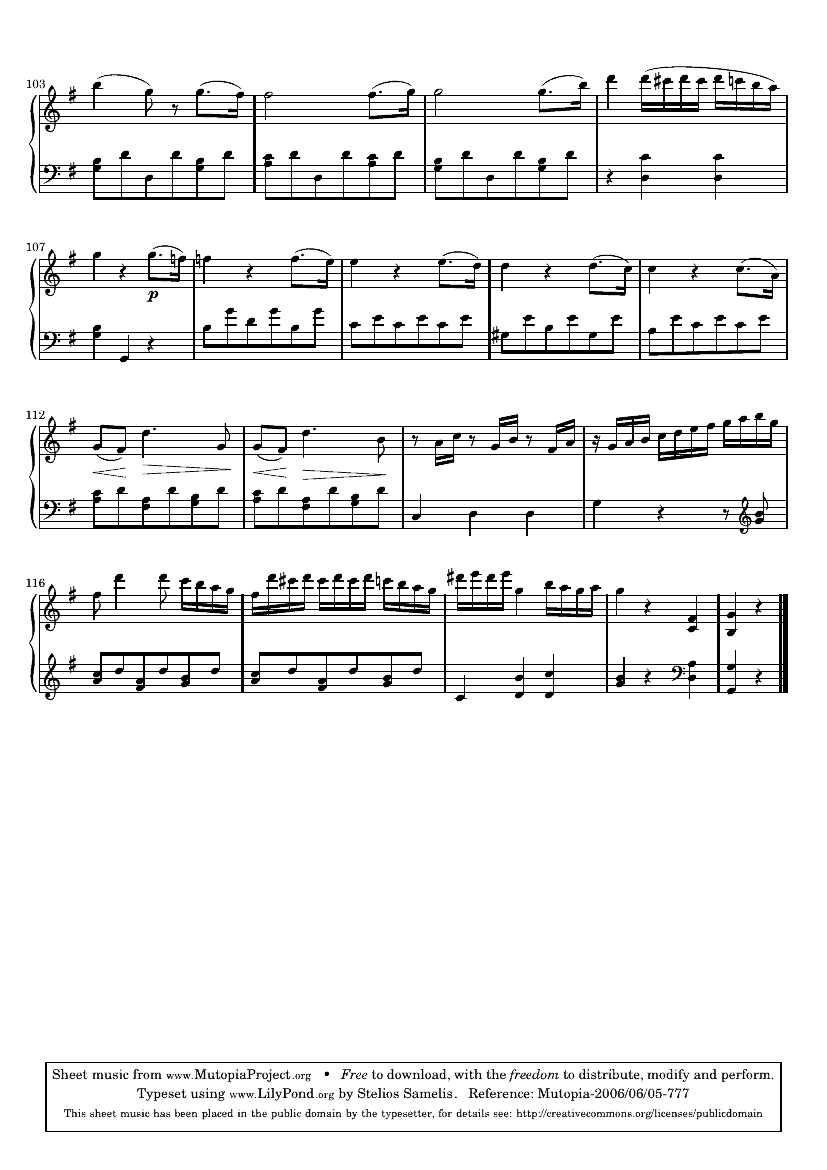 103
107
p
112
116
Sheet music from www.MutopiaProject.org • Free to download, with the freedom to distribute, modify and perform.
Typeset using www.LilyPond.org by Stelios Samelis. Reference: Mutopia-2006/06/05-777
This sheet music has been placed in the public domain by the typesetter, for details see: http://creativecommons.org/licenses/publicdomain